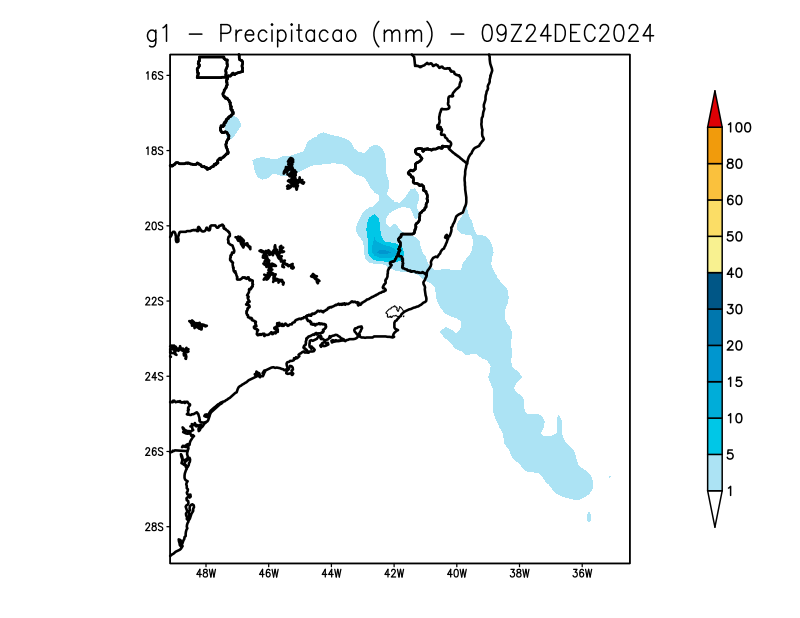 g1 – Precipitacao (mm) – 09Z24DEC2024
16S
18S
20S
22S
24S
26S
28S
48W 46W 44W 42W 40W 38W 36W
100
80
60
50
40
30
20
15
10
5
1